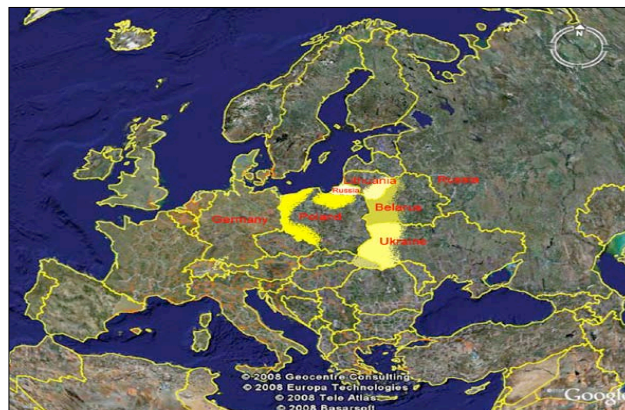 N
Lithuania
Russia
Russia
Germany
Poland
Belarus
Ukraine
© 2008 Geocentre Consulting
© 2008 Europa Technologies
© 2008 Tele Atlas
© 2008 Basarsoft
Google